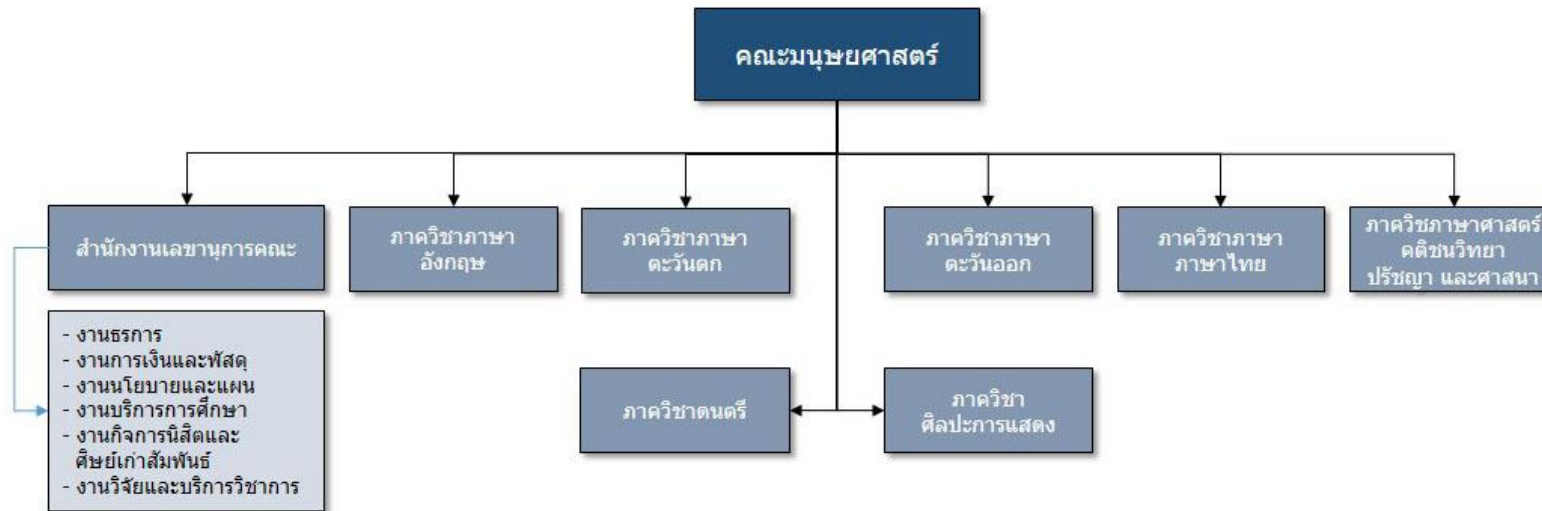 คณะมนุษยศาสตร์
สำนักงานเลขานุการคณะ
ภาควิชาภาษา
อังกฤษ
ภาควิชาภาษา
ตะวันตก
ภาควิชาภาษา
ตะวันออก
ภาควิชาภาษา
ภาษาไทย
ภาควิชภาษาศาสตร์
คติชนวิทยา
ปรัชญา และศาสนา
- งานธรการ
- งานการเงินและพัสดุ
- งานนโยบายและแผน
- งานบริการการศึกษา
- งานกิจการนิสิตและ
ศิษย์เก่าสัมพันธ์
- งานวิจัยและบริการวิชาการ
ภาควิชาดนตรี
ภาควิชา
ศิลปะการแสดง